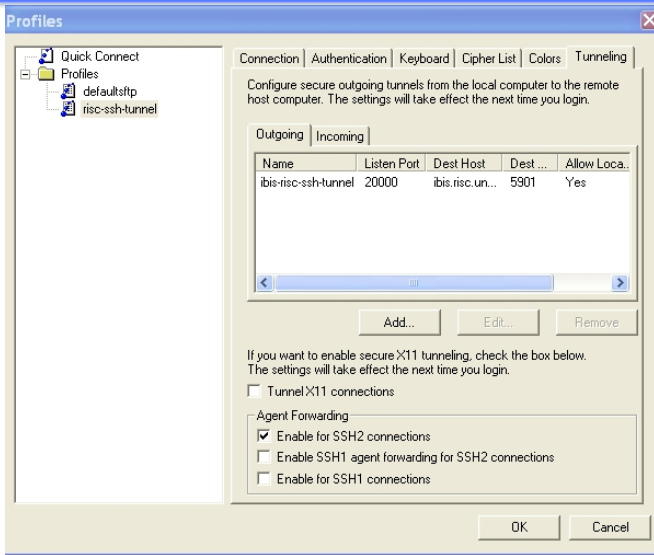 Profiles
Quick Connect
Profiles
defaultsftp
risc-ssh-tunnel
Connection Authentication Keyboard Cipher List Colors Tunneling
Configure secure outgoing tunnels from the local computer to the remote
host computer. The settings will take effect the next time you login.
Outgoing Incoming
Name Listen Port Dest Host Dest ... Allow Loca..
ibis-risc-ssh-tunnel 20000 ibis.risc.un... 5901 Yes
Add... Edit... Remove
If you want to enable secure X11 tunneling, check the box below.
The settings will take effect the next time you login.
Tunnel X11 connections
Agent Forwarding
Enable for SSH2 connections
Enable SSH1 agent forwarding for SSH2 connections
Enable for SSH1 connections
OK Cancel